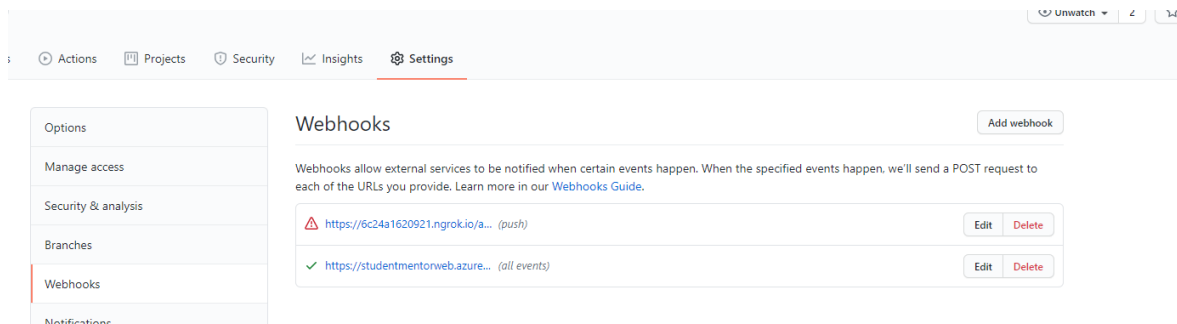 Unwatch 2
s Actions Projects Security Insights Settings
Options
Manage access
Security & analysis
Branches
Webhooks
Notifications
Webhooks
Add webhook
Webhooks allow external services to be notified when certain events happen. When the specified events happen, we'll send a POST request to
each of the URLs you provide. Learn more in our Webhooks Guide.
https://6c24a1620921.ngrok.io/a... (push) Edit Delete
https://studentmentorweb.azure... (all events) Edit Delete